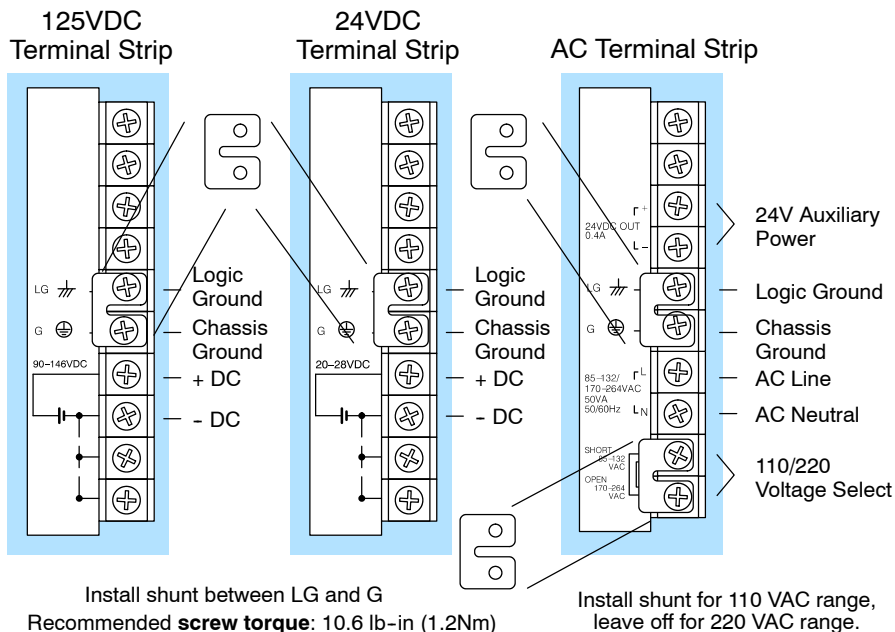 125VDC
Terminal Strip
24VDC
Terminal Strip
AC Terminal Strip
LG
G
90-146VDC
Logic
Ground
Chassis
Ground
+ DC
- DC
LG
G
20-28VDC
Logic
Ground
Chassis
Ground
+ DC
- DC
+
24VDC OUT
0.4A
-
LG
G
L
85-132/
170-264VAC
50VA
50/60Hz
N
SHORT
85-132
VAC
OPEN
170-264
VAC
24V Auxiliary
Power
Logic Ground
Chassis
Ground
AC Line
AC Neutral
110/220
Voltage Select
Install shunt between LG and G
Recommended screw torque: 10.6 lb-in (1.2Nm)
Install shunt for 110 VAC range,
leave off for 220 VAC range.